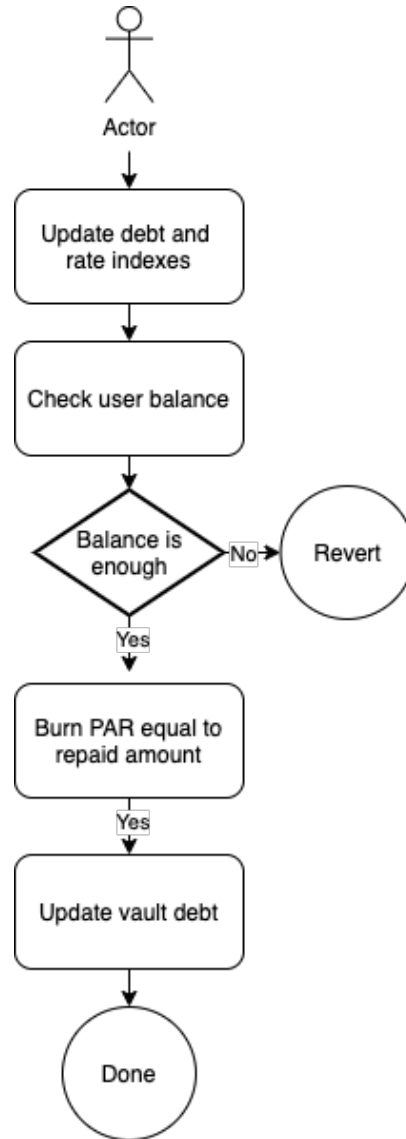 Actor
Update debt and
rate indexes
Check user balance
Balance is
enough
No
Revert
Yes
Burn PAR equal to
repaid amount
Yes
Update vault debt
Done